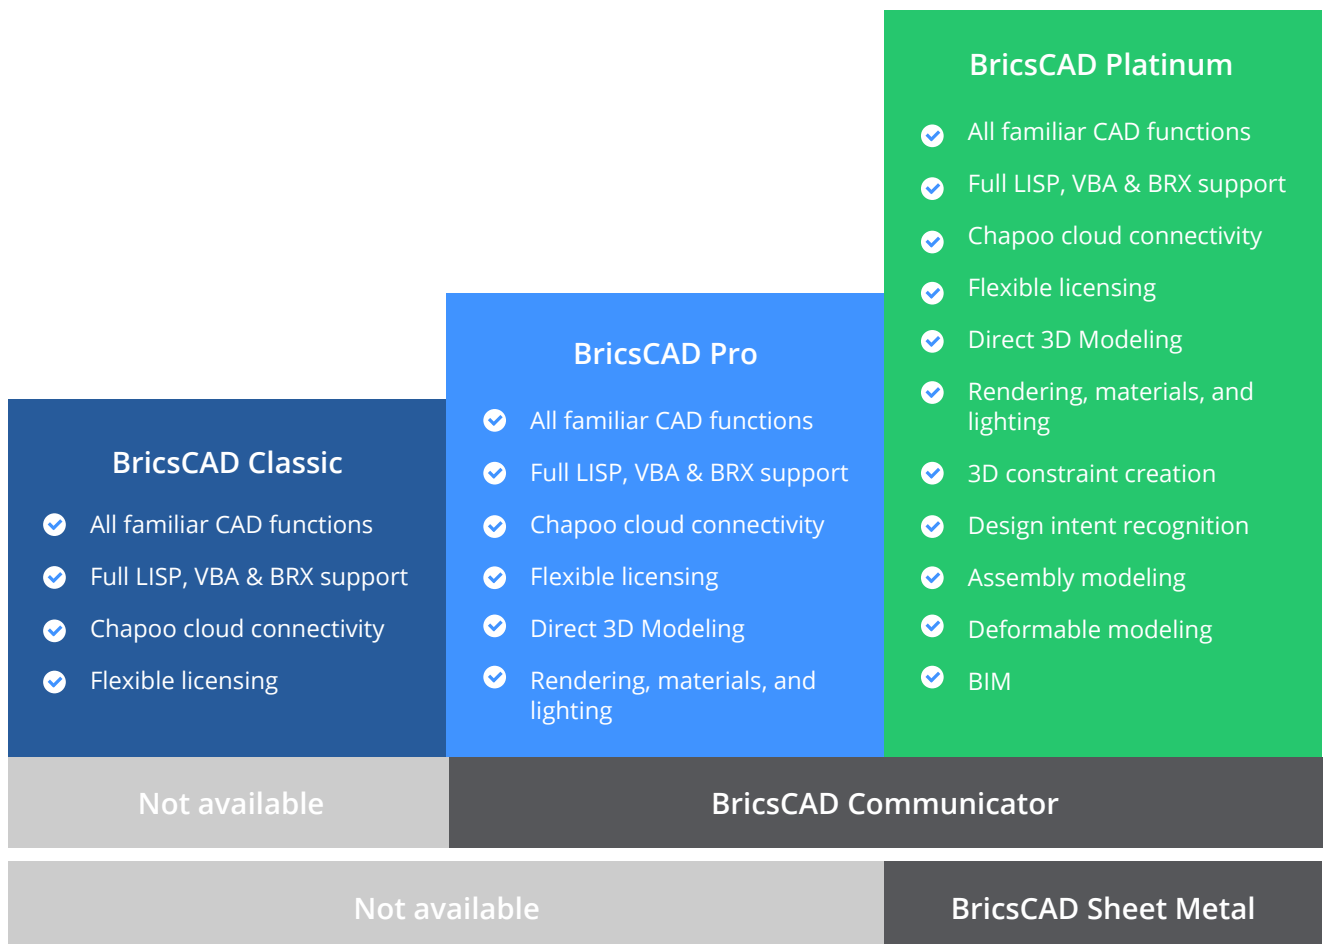 BricsCAD Classic
All familiar CAD functions
Full LISP, VBA & BRX support
Chapoo cloud connectivity
Flexible licensing
BricsCAD Pro
All familiar CAD functions
Full LISP, VBA & BRX support
Chapoo cloud connectivity
Flexible licensing
Direct 3D Modeling
Rendering, materials, and
lighting
BricsCAD Platinum
All familiar CAD functions
Full LISP, VBA & BRX support
Chapoo cloud connectivity
Flexible licensing
Direct 3D Modeling
Rendering, materials, and
lighting
3D constraint creation
Design intent recognition
Assembly modeling
Deformable modeling
BIM
Not available
BricsCAD Communicator
Not available
BricsCAD Sheet Metal